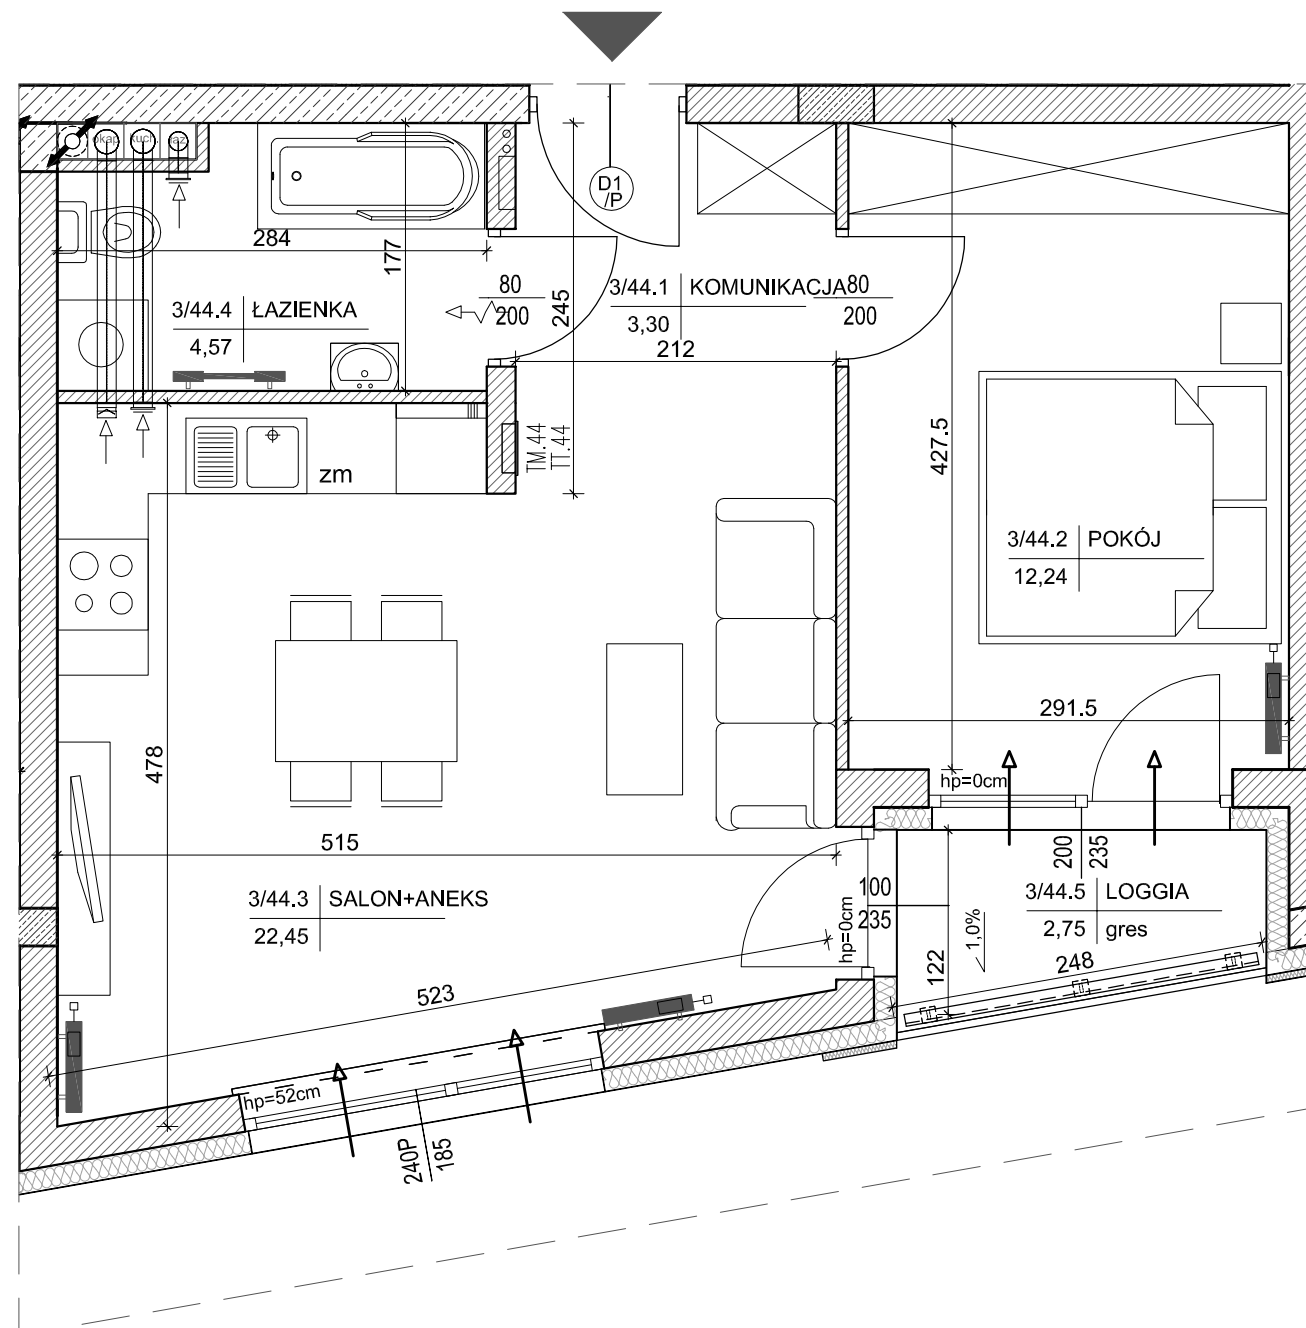 okap
kuch
łaz
D1
/P
284
177
3/44.4 ŁAZIENKA
4,57
80
200
245
3/44.1 KOMUNIKACJA
3,30
80
200
212
427.5
TM.44
TT.44
zm
3/44.2 POKÓJ
12,24
478
291.5
hp=0cm
515
3/44.3 SALON+ANEKS
22,45
100
235
hp=0cm
200
235
3/44.5 LOGGIA
2,75 gres
1,0%
122
248
523
hp=52cm
240P
185